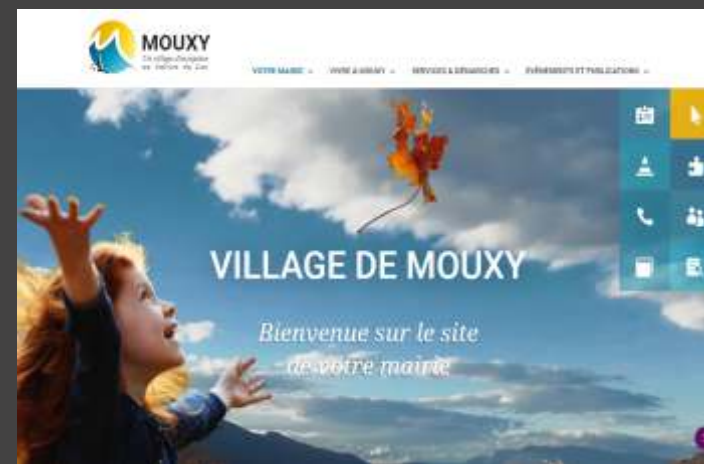 MOUXY
VOTRE MAIRIE
VIVRE A MOUXY
SERVICES & DÉMARCHES
ÉVÉNEMENTS ET PUBLICATIONS
VILLAGE DE MOUXY
Bienvenue sur le site
de votre mairie